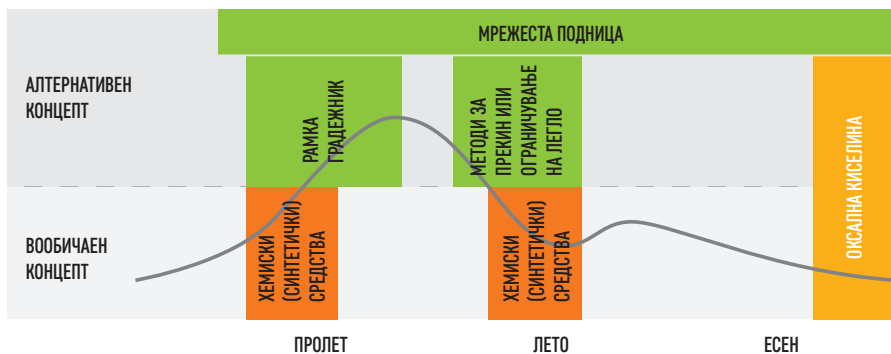 МРЕЖЕСТА ПОДНИЦА
АЛТЕРНАТИВЕН
КОНЦЕПТ
РАМКА
ГРАДЕЖНИК
МЕТОДИ ЗА
ПРЕКИН ИЛИ
ОГРАНИЧУВАЊЕ
НА ЛЕГЛО
ОКСАЛНА КИСЕЛИНА
ВООБИЧАЕН
КОНЦЕПТ
ХЕМИСКИ
(СИНТЕТИЧКИ)
СРЕДСТВА
ХЕМИСКИ
(СИНТЕТИЧКИ)
СРЕДСТВА
ПРОЛЕТ
ЛЕТО
ЕСЕН